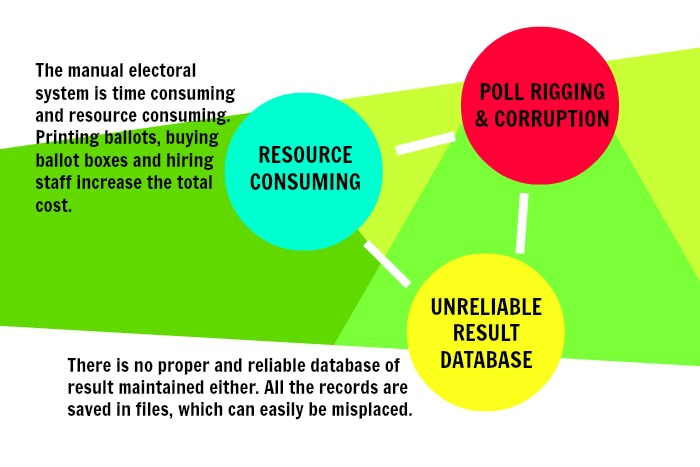 The manual electoral
system is time consuming
and resource consuming.
Printing ballots, buying
ballot boxes and hiring
staff increase the total
cost.
RESOURCE
CONSUMING
POLL RIGGING
& CORRUPTION
UNRELIABLE
RESULT
DATABASE
There is no proper and reliable database of
result maintained either. All the records are
saved in files, which can easily be misplaced.